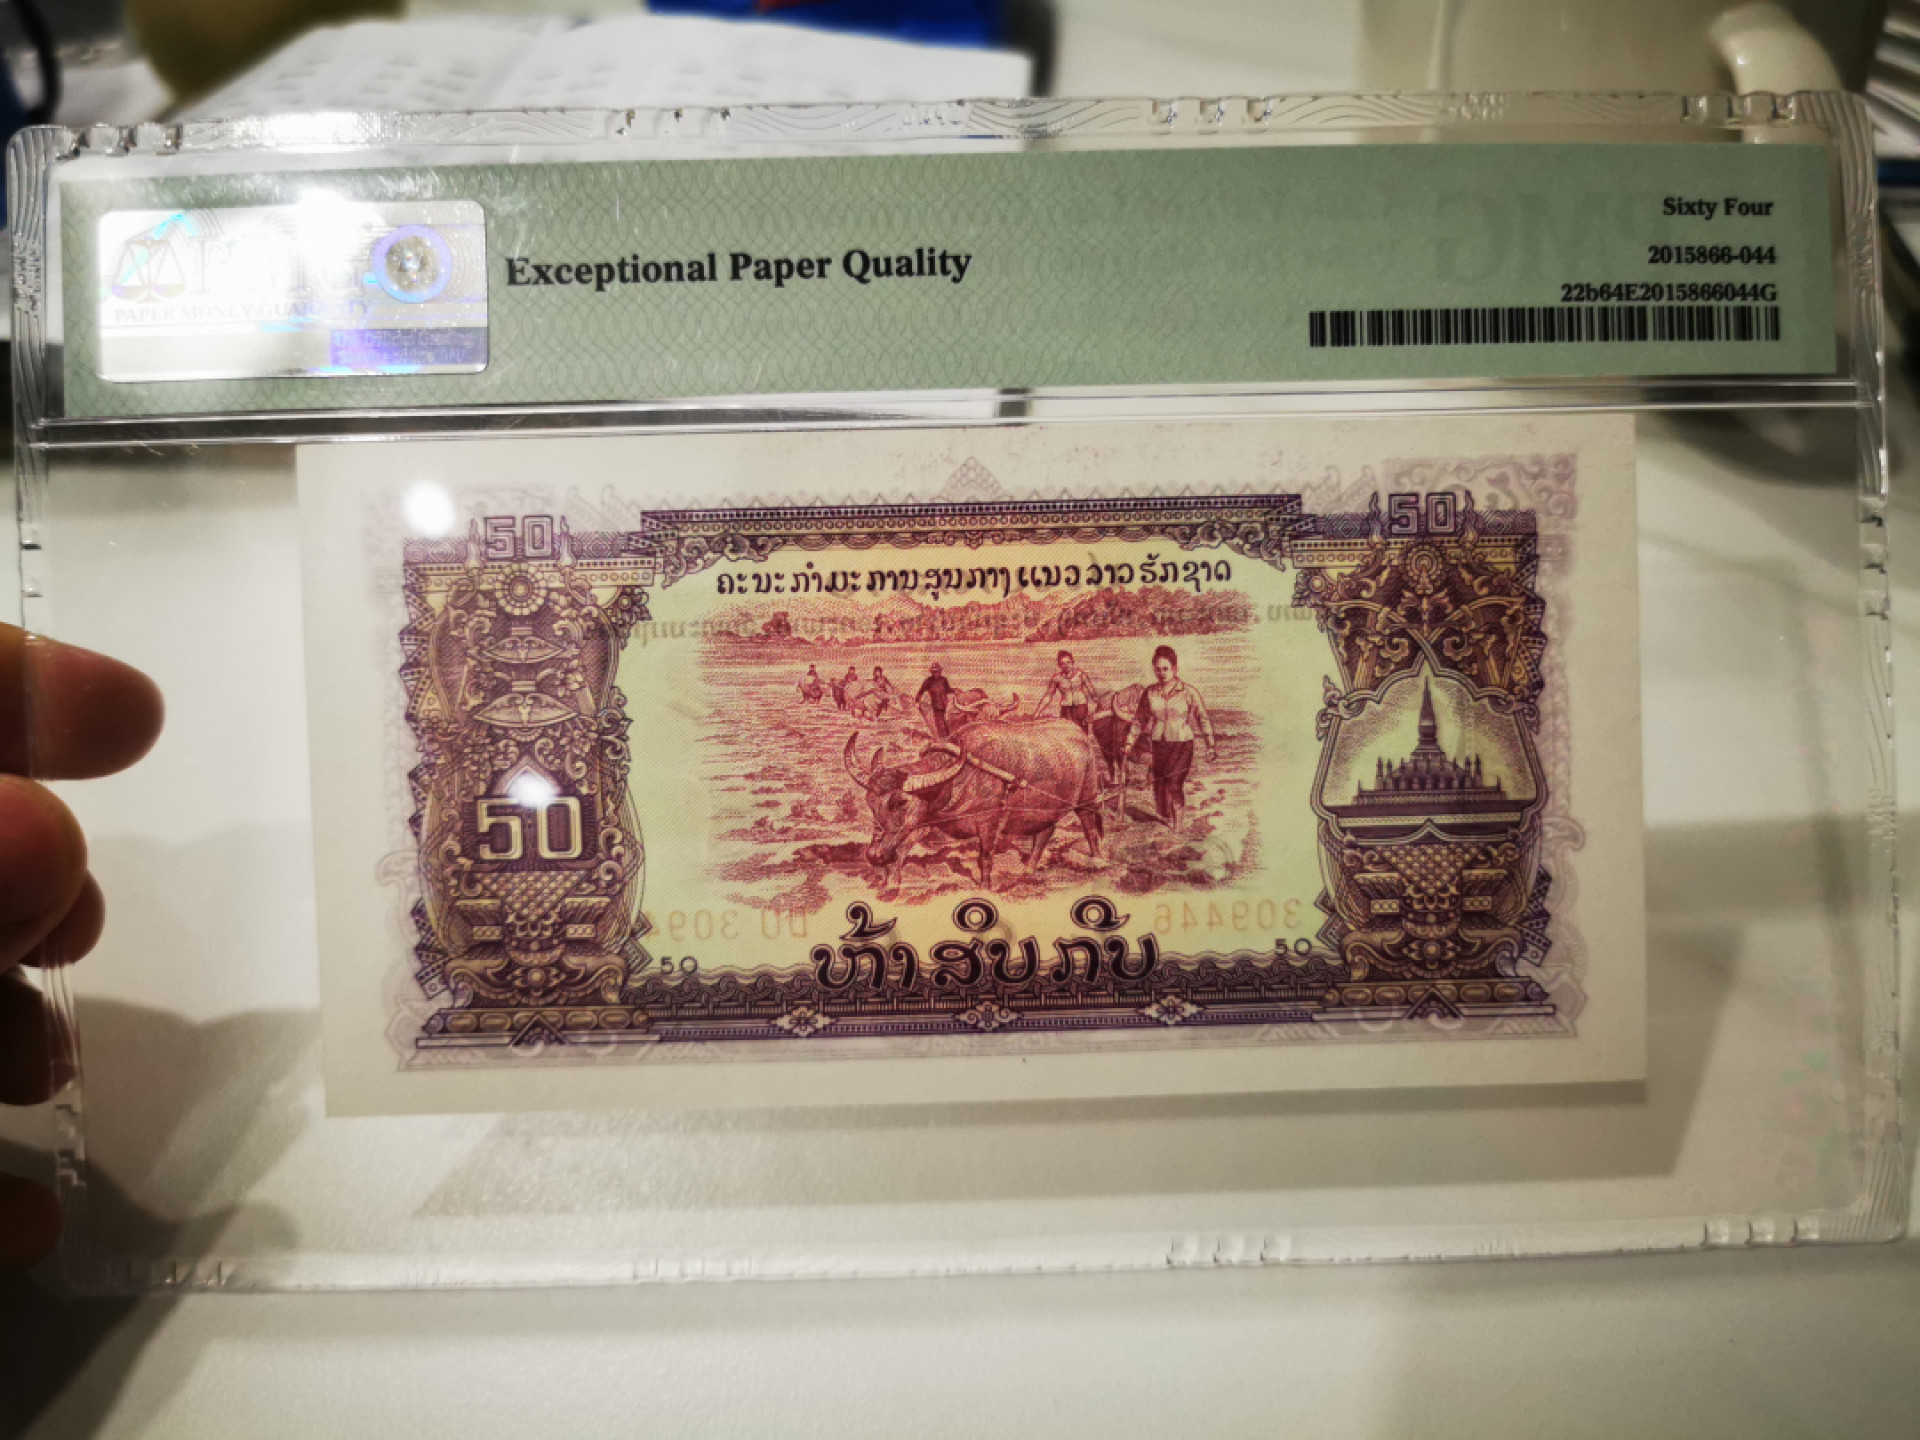 PAPER MONEY GUARANTY
Exceptional Paper Quality
Sixty Four
2015866-044
22b64E2015866044G
50
50
ຄະນະກຳມະການສູນກາງແນວລາວຮັກຊາດ
50
309446
50
ຫ້າສິບກີບ
50